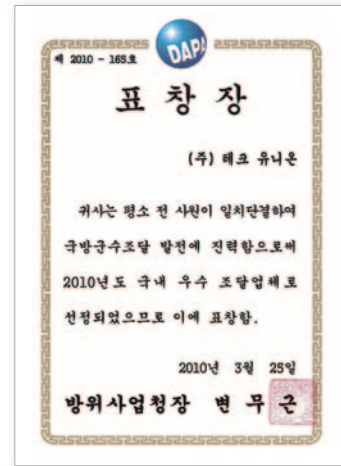 DAPA
제 2010 - 165호
표 창 장
(주) 테크 유니온
귀사는 평소 전 사원이 일치단결하여
국방군수조달 발전에 진력함으로써
2010년도 국내 우수 조달업체로
선정되었으므로 이에 표창함.
2010년 3월 25일
방위사업청장 변 무 근